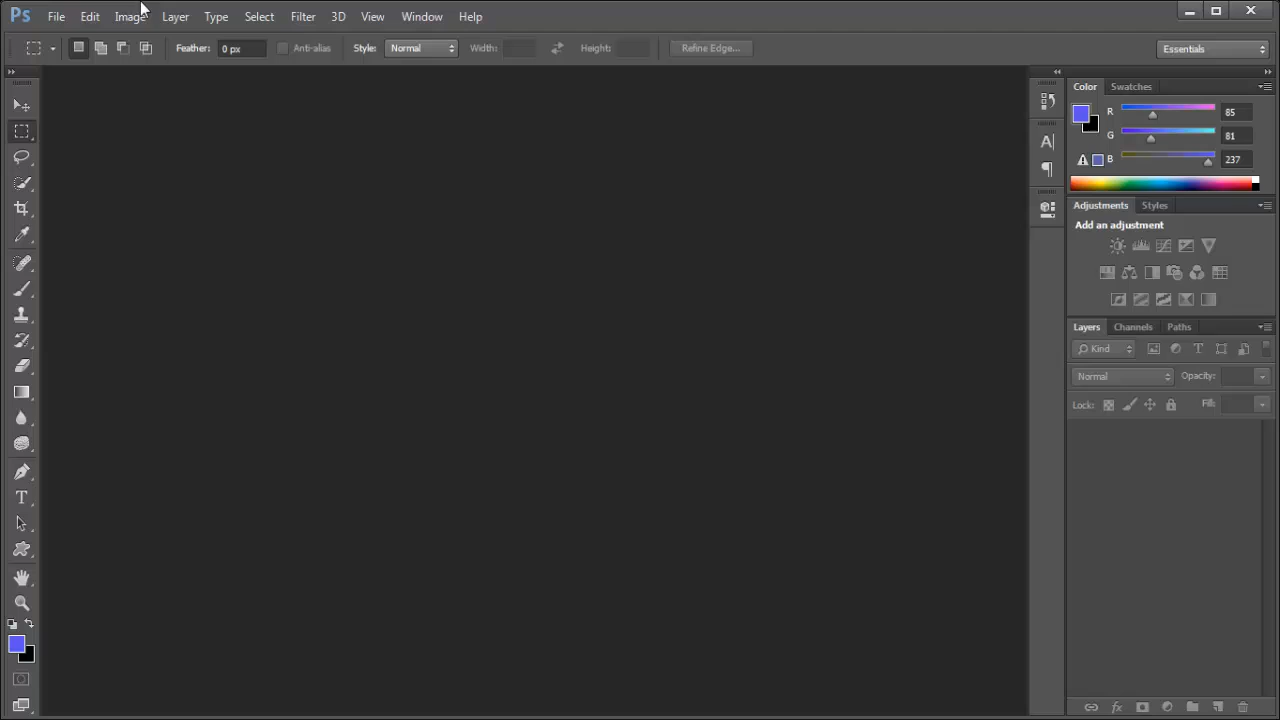 Ps File Edit Image Layer Type Select Filter 3D View Window Help
Feather: 0 px Anti-alias Style: Normal Width: Height: Refine Edge... Essentials
Color Swatches
R 85
G 81
B 237
Adjustments Styles
Add an adjustment
Layers Channels Paths
Kind
Normal Opacity:
Lock: Fill: